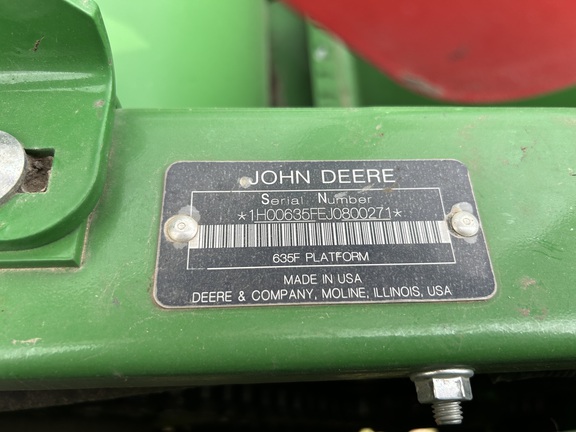 JOHN DEERE
Serial Number
*1H00635FEJ0800271*
635F PLATFORM
MADE IN USA
DEERE & COMPANY, MOLINE, ILLINOIS, USA